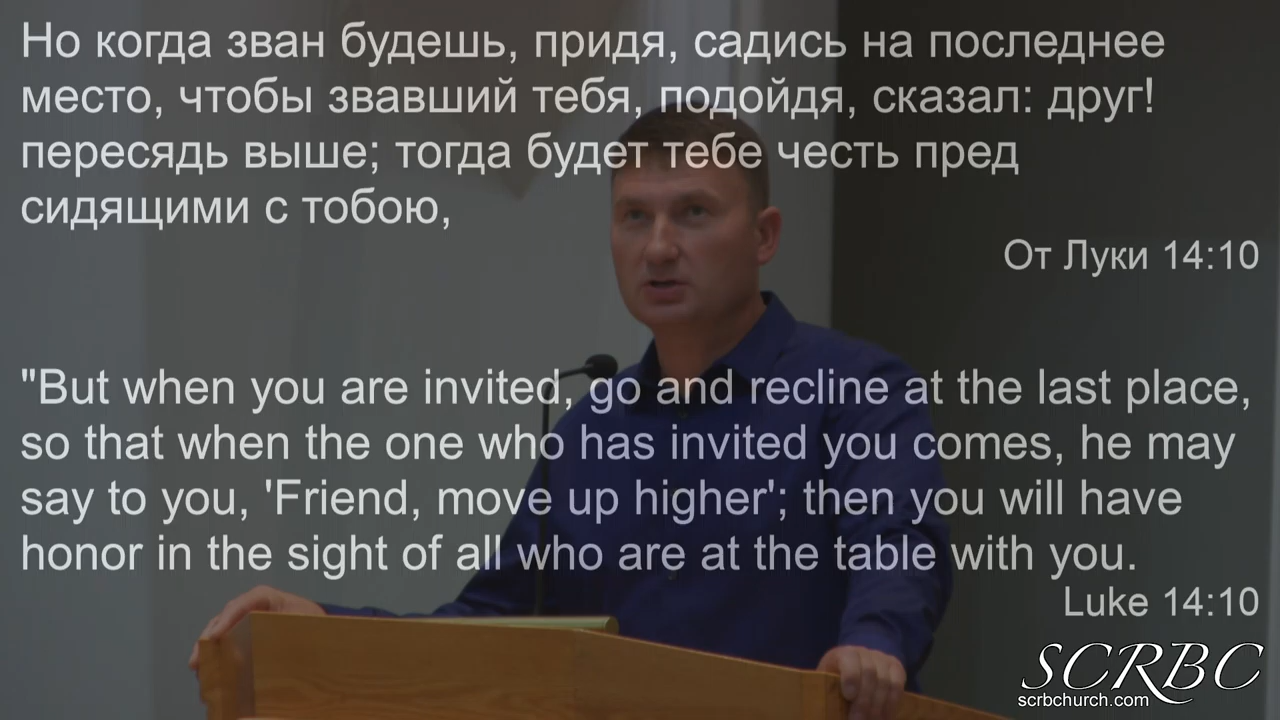 Но когда зван будешь, придя, садись на последнее
место, чтобы звавший тебя, подойдя, сказал: друг!
пересядь выше; тогда будет тебе честь пред
сидящими с тобою,
От Луки 14:10
"But when you are invited, go and recline at the last place,
so that when the one who has invited you comes, he may
say to you, 'Friend, move up higher'; then you will have
honor in the sight of all who are at the table with you.
Luke 14:10
SCRBC
scrbchurch.com